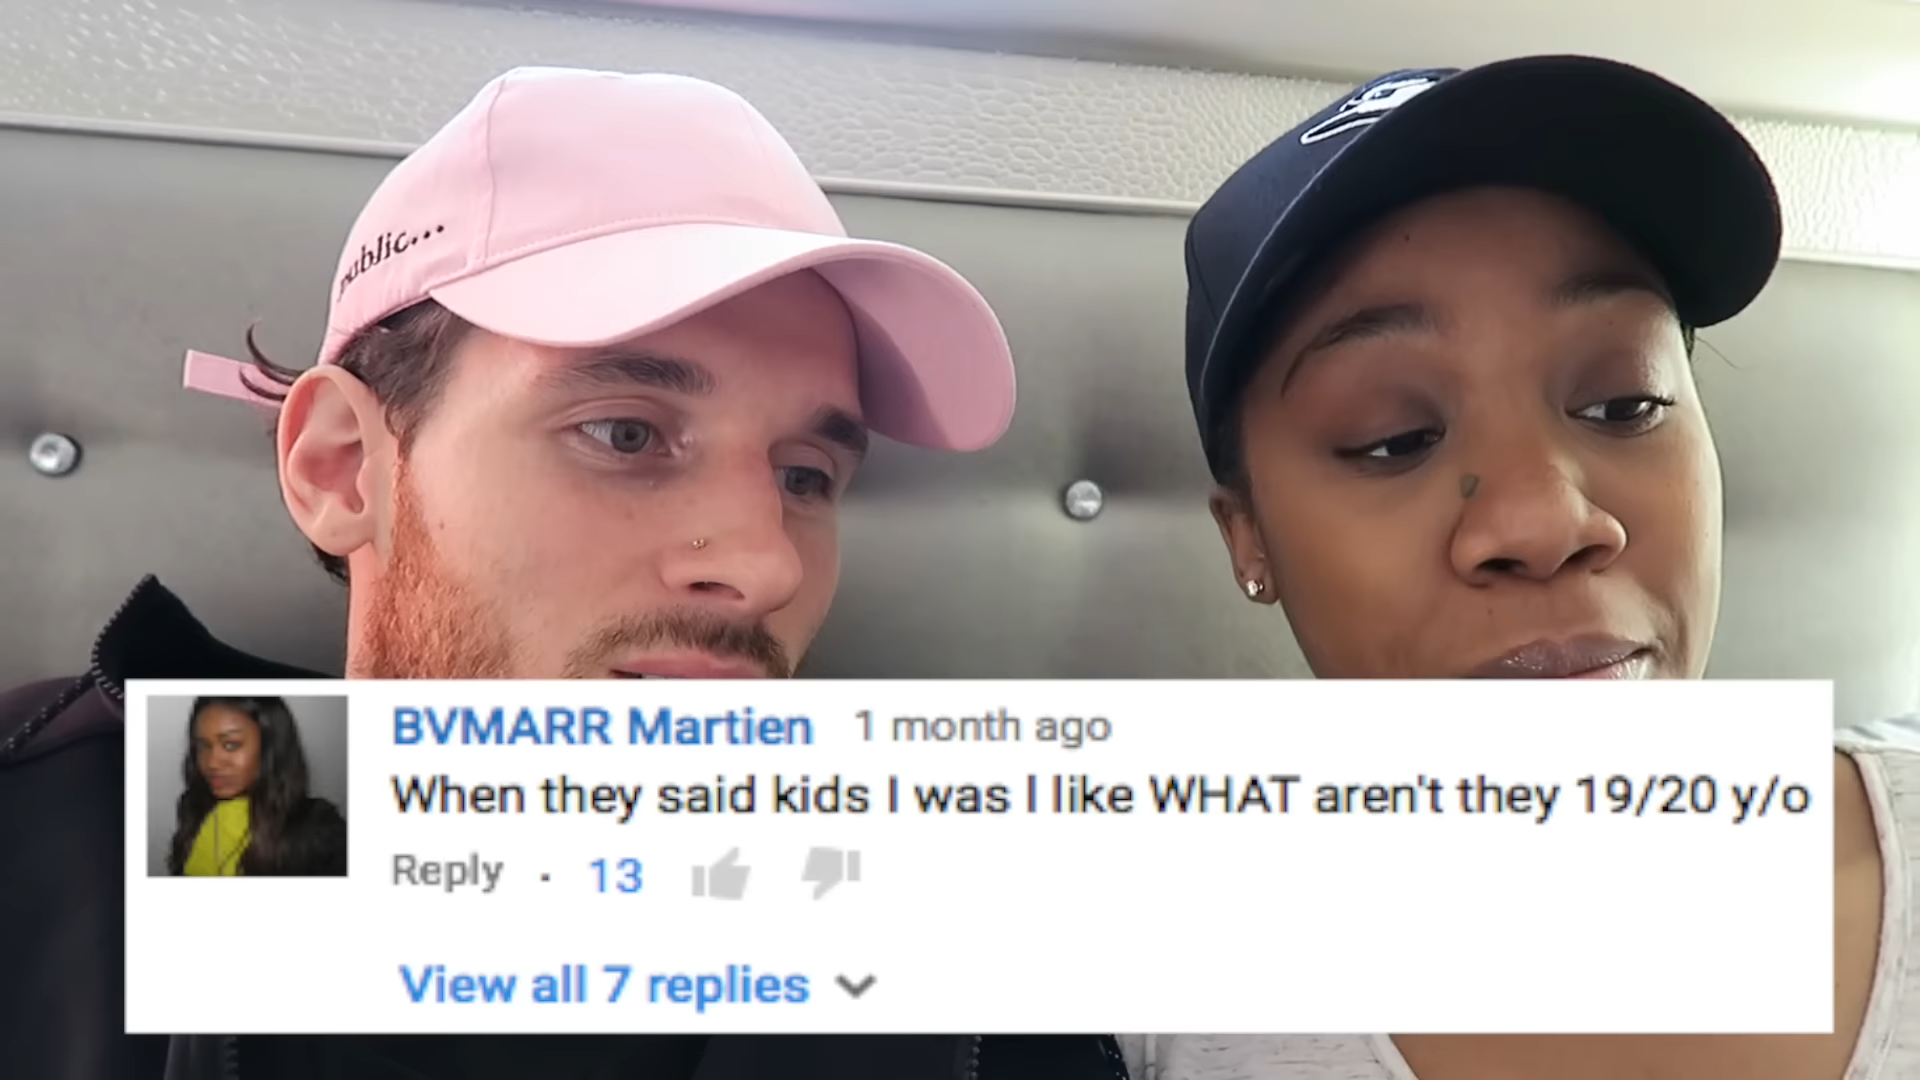 public...
BVMARR Martien 1 month ago
When they said kids I was I like WHAT aren't they 19/20 y/o
Reply · 13
View all 7 replies